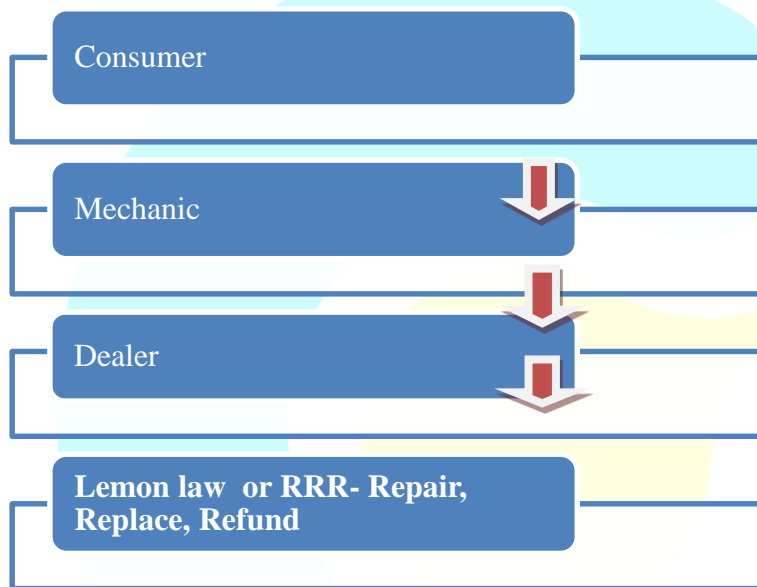 Consumer
Mechanic
Dealer
Lemon law or RRR- Repair,
Replace, Refund